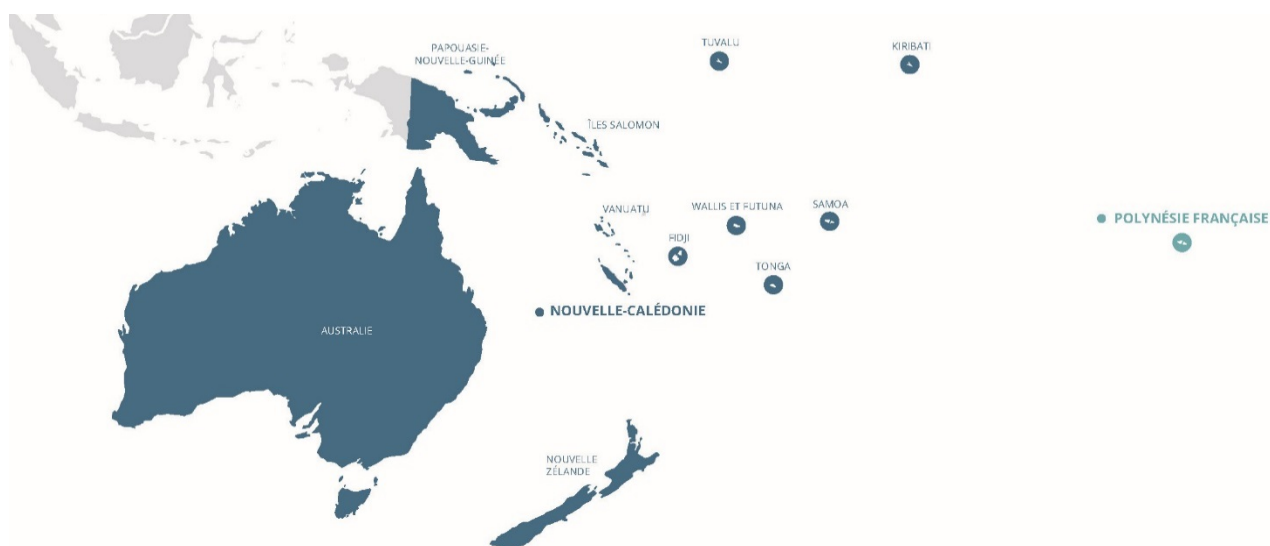 TUVALU
KIRIBATI
PAPOUASIE-
NOUVELLE-GUINÉE
ÎLES SALOMON
VANUATU
WALLIS ET FUTUNA
SAMOA
POLYNÉSIE FRANÇAISE
FIDJI
TONGA
NOUVELLE-CALÉDONIE
AUSTRALIE
NOUVELLE
ZÉLANDE